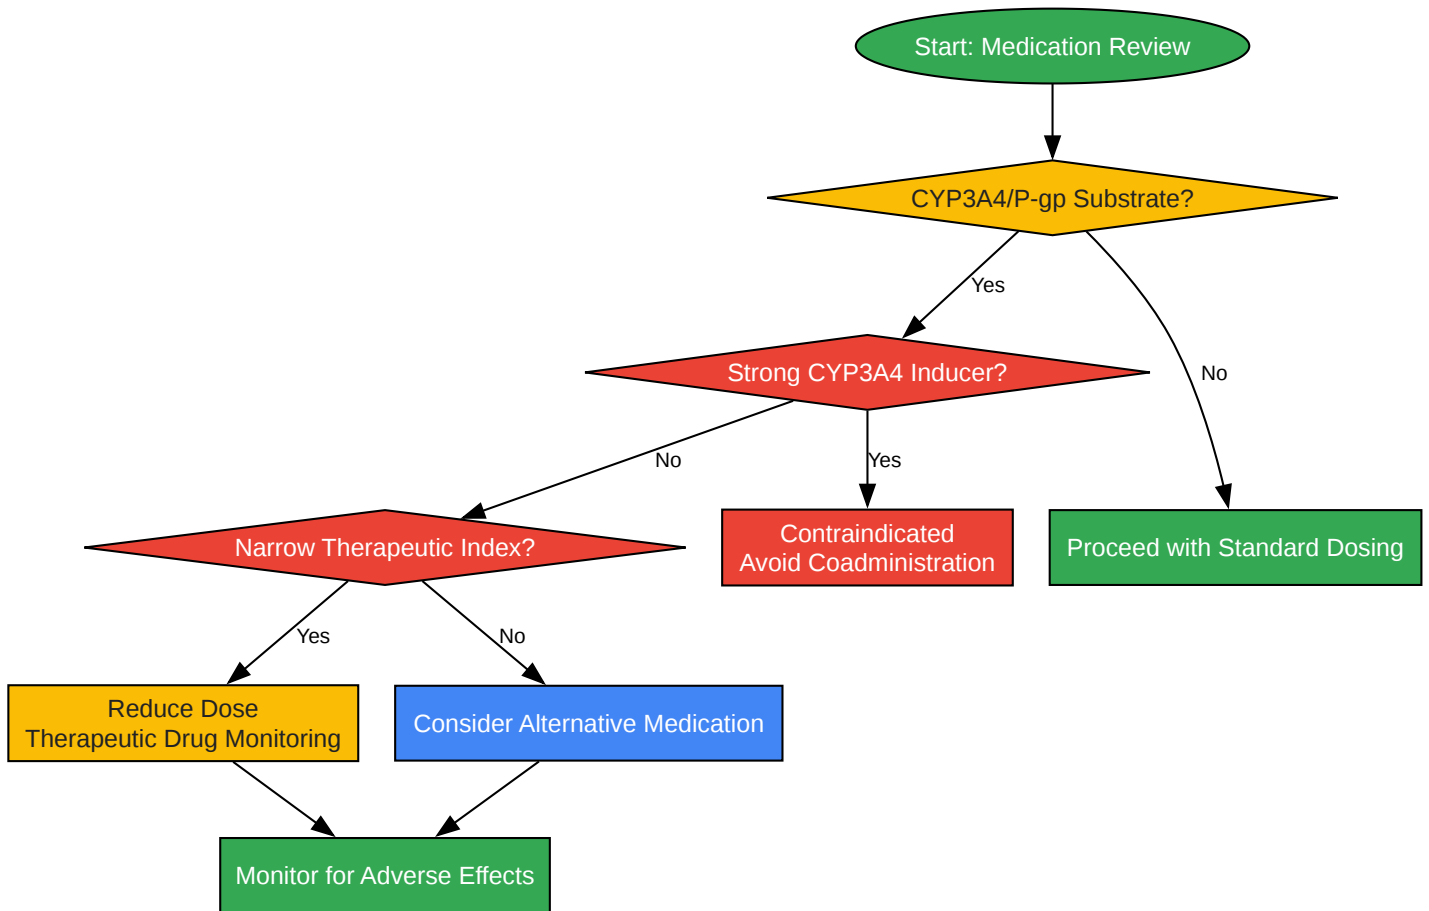 Start: Medication Review
CYP3A4/P-gp Substrate?
Yes
No
Strong CYP3A4 Inducer?
No
Yes
Narrow Therapeutic Index?
Contraindicated
Avoid Coadministration
Proceed with Standard Dosing
Yes
No
Reduce Dose
Therapeutic Drug Monitoring
Consider Alternative Medication
Monitor for Adverse Effects